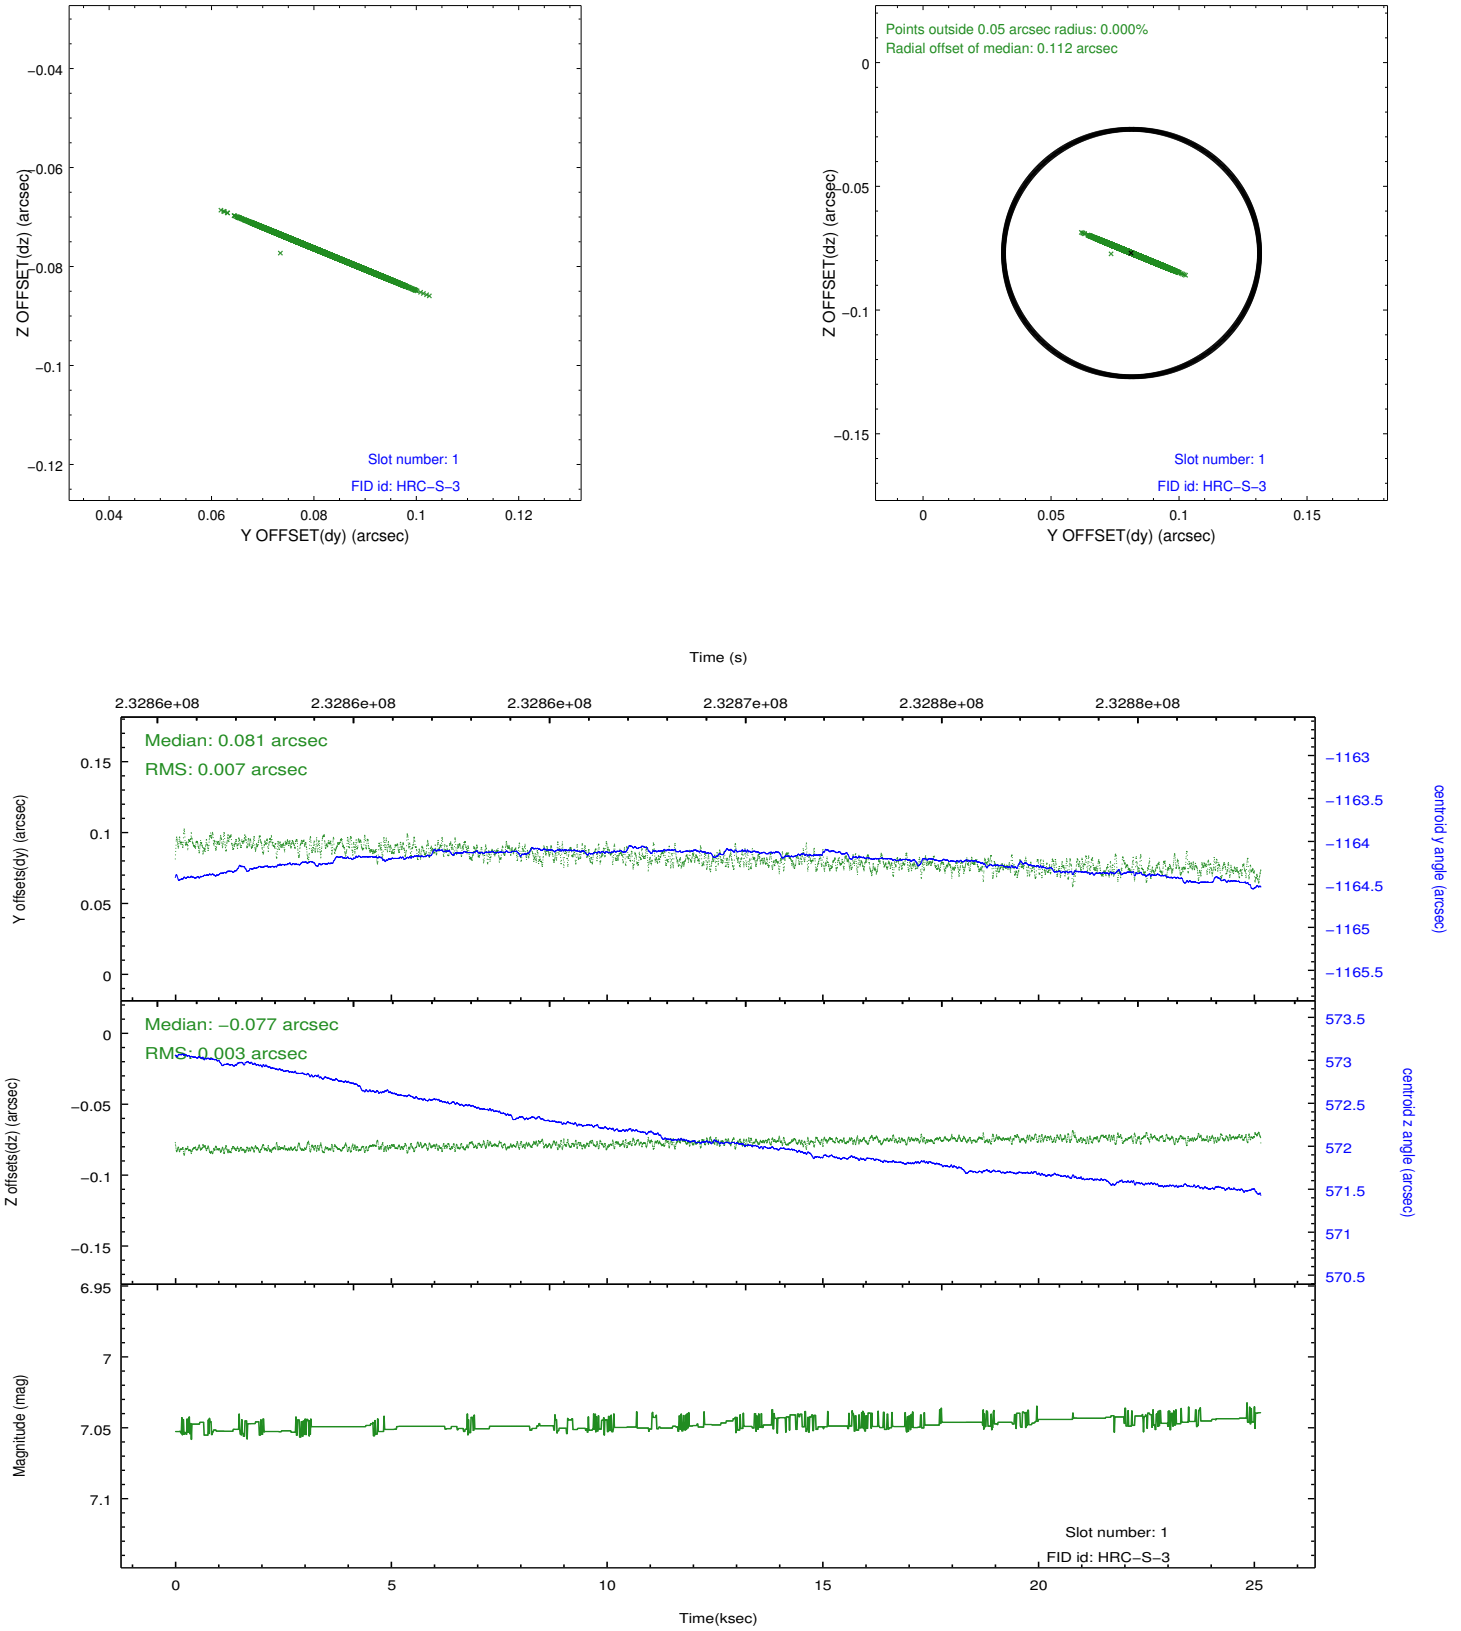 −0.04
−0.06
−0.08
−0.1
−0.12
Z OFFSET(dz) (arcsec)
Slot number: 1
FID id: HRC−S−3
0.04 0.06 0.08 0.1 0.12
Y OFFSET(dy) (arcsec)
Points outside 0.05 arcsec radius: 0.000%
Radial offset of median: 0.112 arcsec
0
−0.05
−0.1
−0.15
Z OFFSET(dz) (arcsec)
Slot number: 1
FID id: HRC−S−3
0 0.05 0.1 0.15
Y OFFSET(dy) (arcsec)
Time (s)
2.3286e+08 2.3286e+08 2.3286e+08 2.3287e+08 2.3288e+08 2.3288e+08
Median: 0.081 arcsec
RMS: 0.007 arcsec
0.15
0.1
0.05
0
Y offsets(dy) (arcsec)
−1163
−1163.5
−1164
−1164.5
−1165
−1165.5
centroid y angle (arcsec)
Median: −0.077 arcsec
RMS: 0.003 arcsec
0
−0.05
−0.1
−0.15
Z offsets(dz) (arcsec)
573.5
573
572.5
572
571.5
571
570.5
centroid z angle (arcsec)
6.95
7
7.05
7.1
Magnitude (mag)
Slot number: 1
FID id: HRC−S−3
0 5 10 15 20 25
Time(ksec)